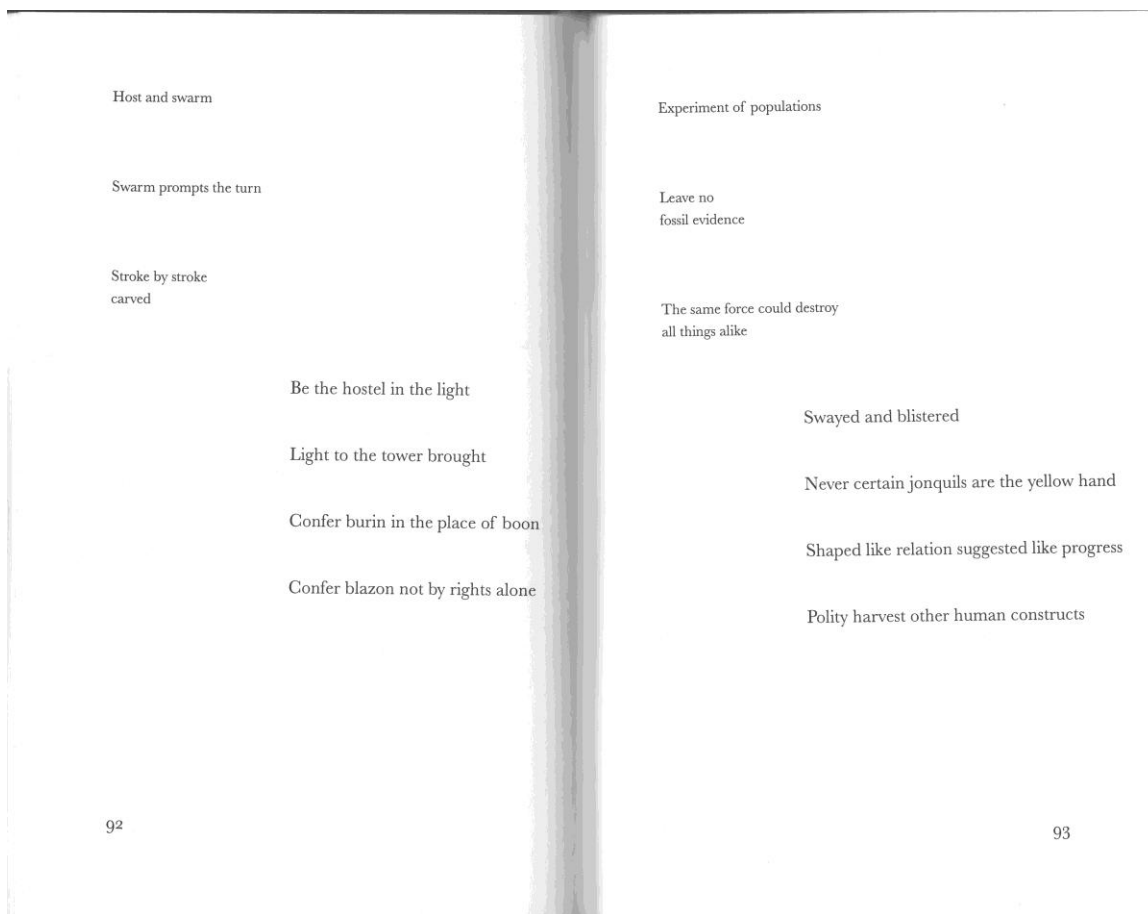 Host and swarm
Swarm prompts the turn
Stroke by stroke
carved
Be the hostel in the light
Light to the tower brought
Confer burin in the place of boon
Confer blazon not by rights alone
92
Experiment of populations
Leave no
fossil evidence
The same force could destroy
all things alike
Swayed and blistered
Never certain jonquils are the yellow hand
Shaped like relation suggested like progress
Polity harvest other human constructs
93